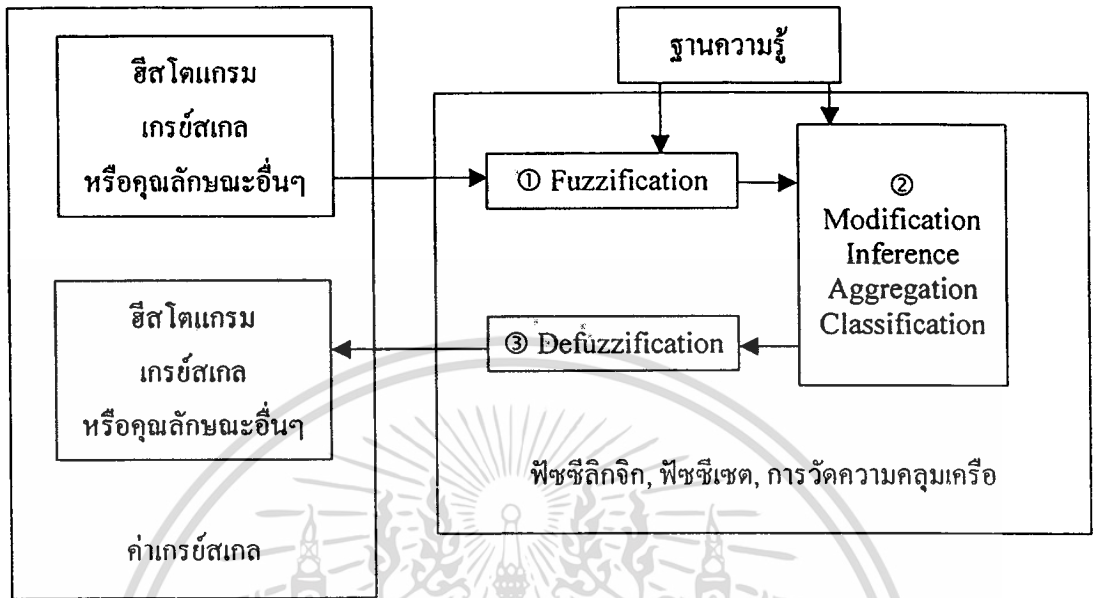 ฐานความรู้
ฮีสโตแกรม
เกรย์สเกล
หรือคุณลักษณะอื่นๆ
① Fuzzification
②
Modification
Inference
Aggregation
Classification
ฮีสโตแกรม
เกรย์สเกล
หรือคุณลักษณะอื่นๆ
③ Defuzzification
ฟัซซีลิกจิก, ฟัซซีเซต, การวัดความคลุมเครือ
ค่าเกรย์สเกล